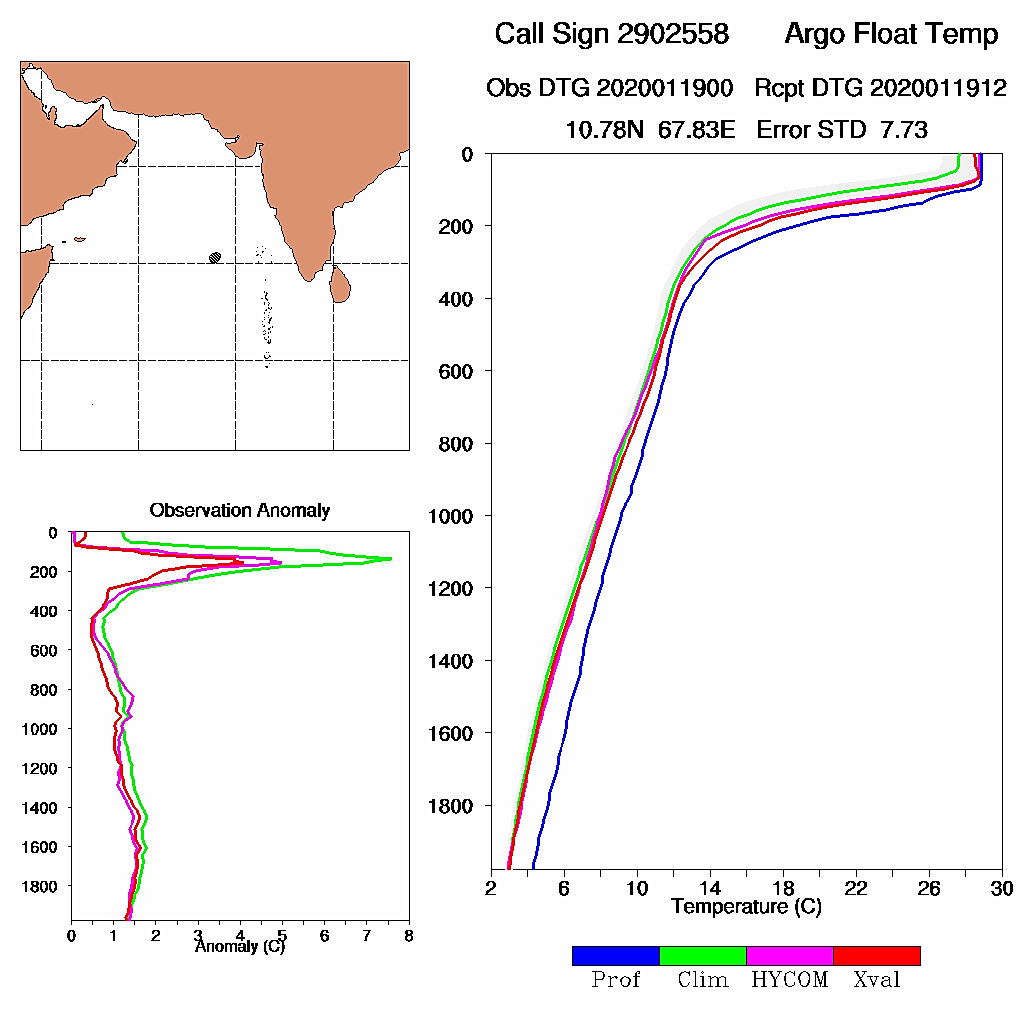 Call Sign 2902558 Argo Float Temp
Obs DTG 2020011900 Rcpt DTG 2020011912
10.78N 67.83E Error STD 7.73
0
200
400
600
800
1000
1200
1400
1600
1800
2 6 10 14 18 22 26 30
Temperature (C)
Observation Anomaly
0
200
400
600
800
1000
1200
1400
1600
1800
0 1 2 3 4 5 6 7 8
Anomaly (C)
Prof Clim HYCOM Xval